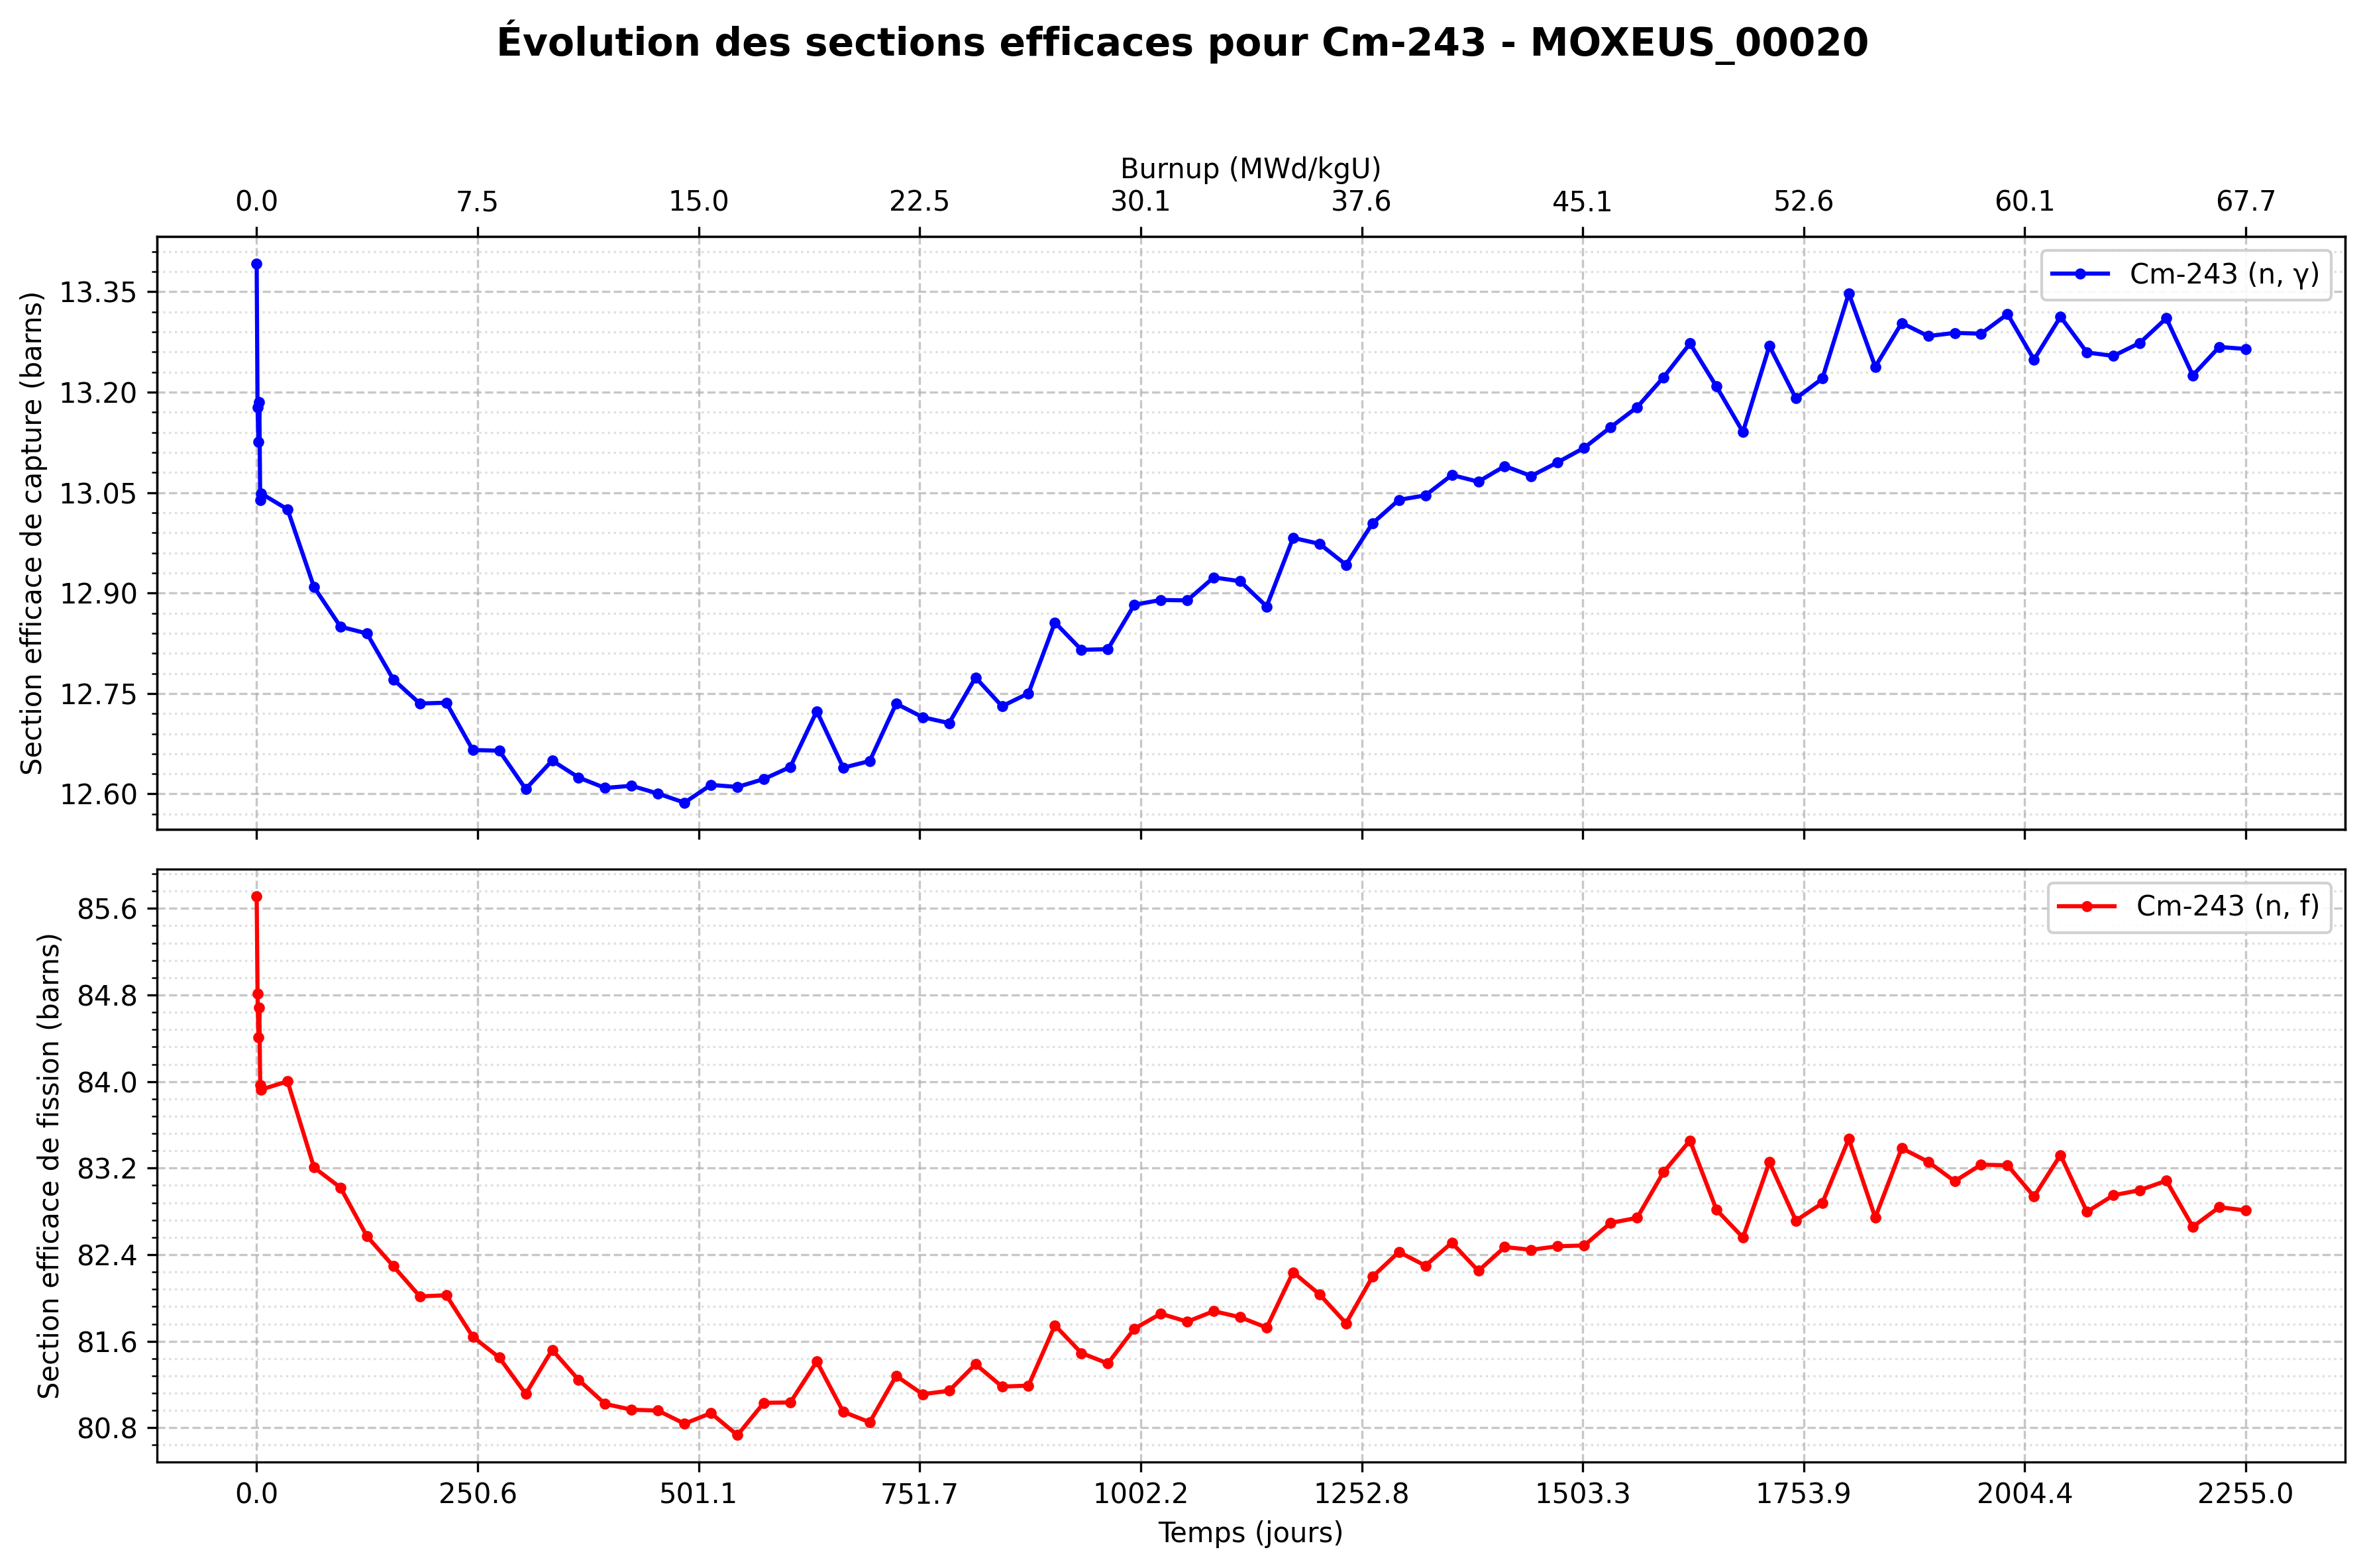 Évolution des sections efficaces pour Cm-243 - MOXEUS_00020
Burnup (MWd/kgU)
0.0 7.5 15.0 22.5 30.1 37.6 45.1 52.6 60.1 67.7
Section efficace de capture (barns)
13.35
13.20
13.05
12.90
12.75
12.60
Cm-243 (n, γ)
Section efficace de fission (barns)
85.6
84.8
84.0
83.2
82.4
81.6
80.8
Cm-243 (n, f)
0.0 250.6 501.1 751.7 1002.2 1252.8 1503.3 1753.9 2004.4 2255.0
Temps (jours)